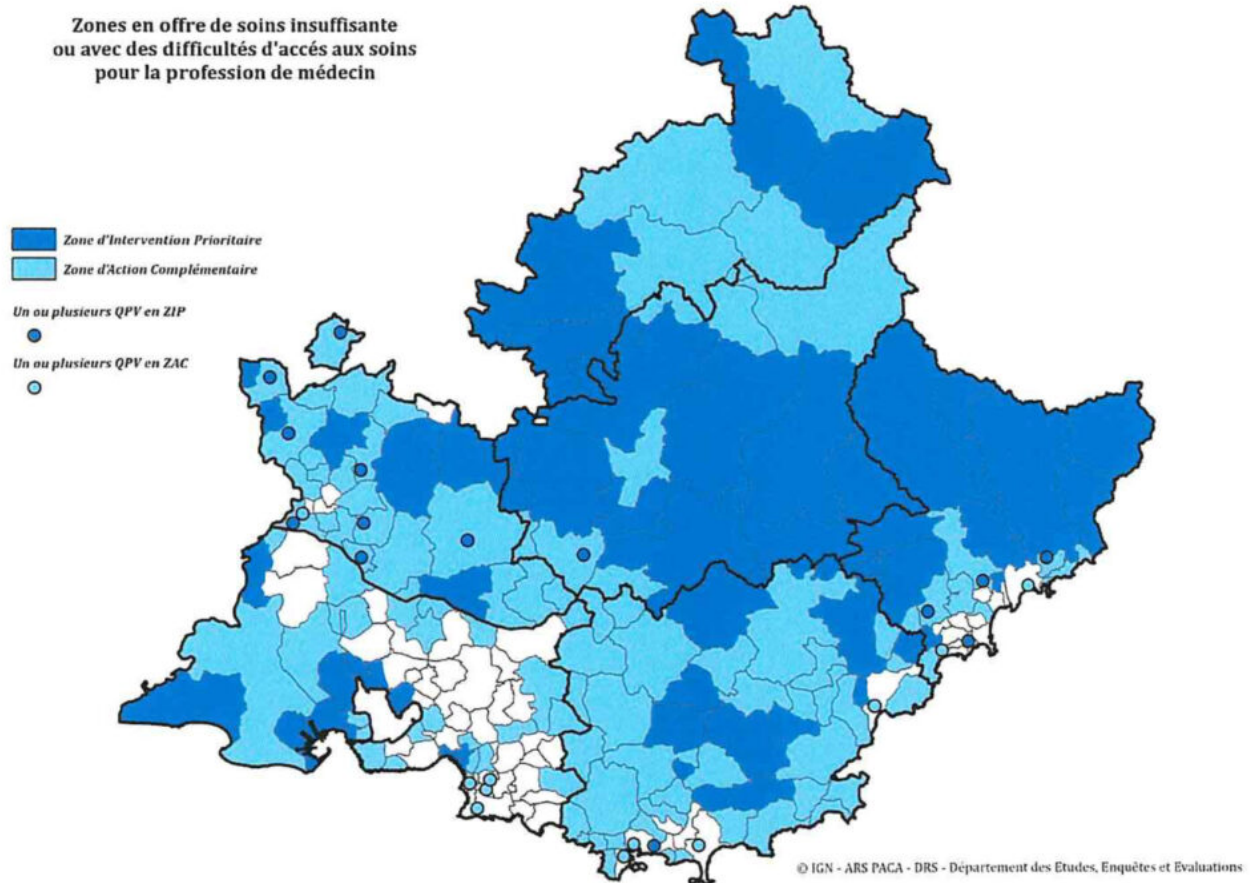 Zones en offre de soins insuffisante
ou avec des difficultés d'accés aux soins
pour la profession de médecin
Zone d'Intervention Prioritaire
Zone d'Action Complémentaire
Un ou plusieurs QPV en ZIP
Un ou plusieurs QPV en ZAC
© IGN - ARS PACA - DRS - Département des Etudes, Enquêtes et Evaluations